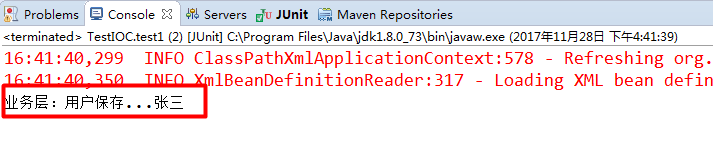 Problems Console Servers JUnit Maven Repositories
<terminated> TestIOC.test1 (2) [JUnit] C:\Program Files\Java\jdk1.8.0_73\bin\javaw.exe (2017年11月28日 下午4:41:39)
16:41:40,299 INFO ClassPathXmlApplicationContext:578 - Refreshing org.
16:41:40,350 INFO XmlBeanDefinitionReader:317 - Loading XML bean defin
业务层：用户保存...张三